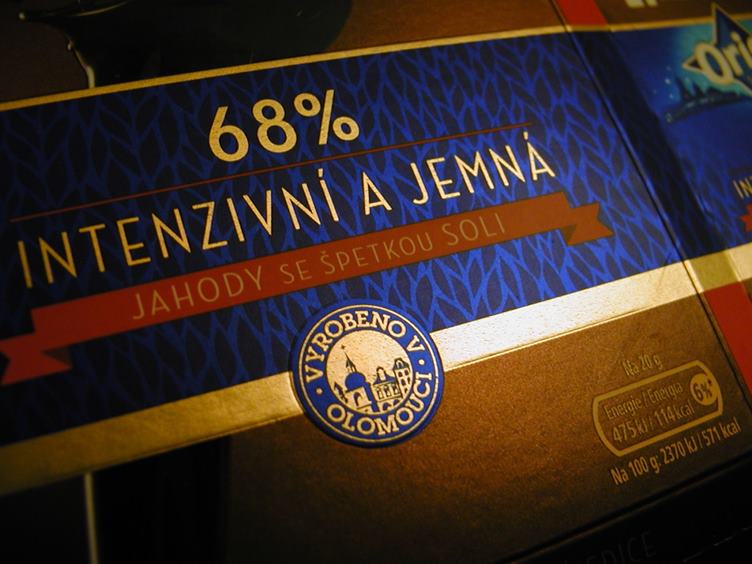 68%
INTENZIVNÍ A JEMNÁ
JAHODY SE ŠPETKOU SOLI
VYROBENO V
OLOMOUCI
Na 20 g
Energie / Energia
475 kJ / 114 kcal
6%*
Na 100 g: 2370 kJ / 571 kcal